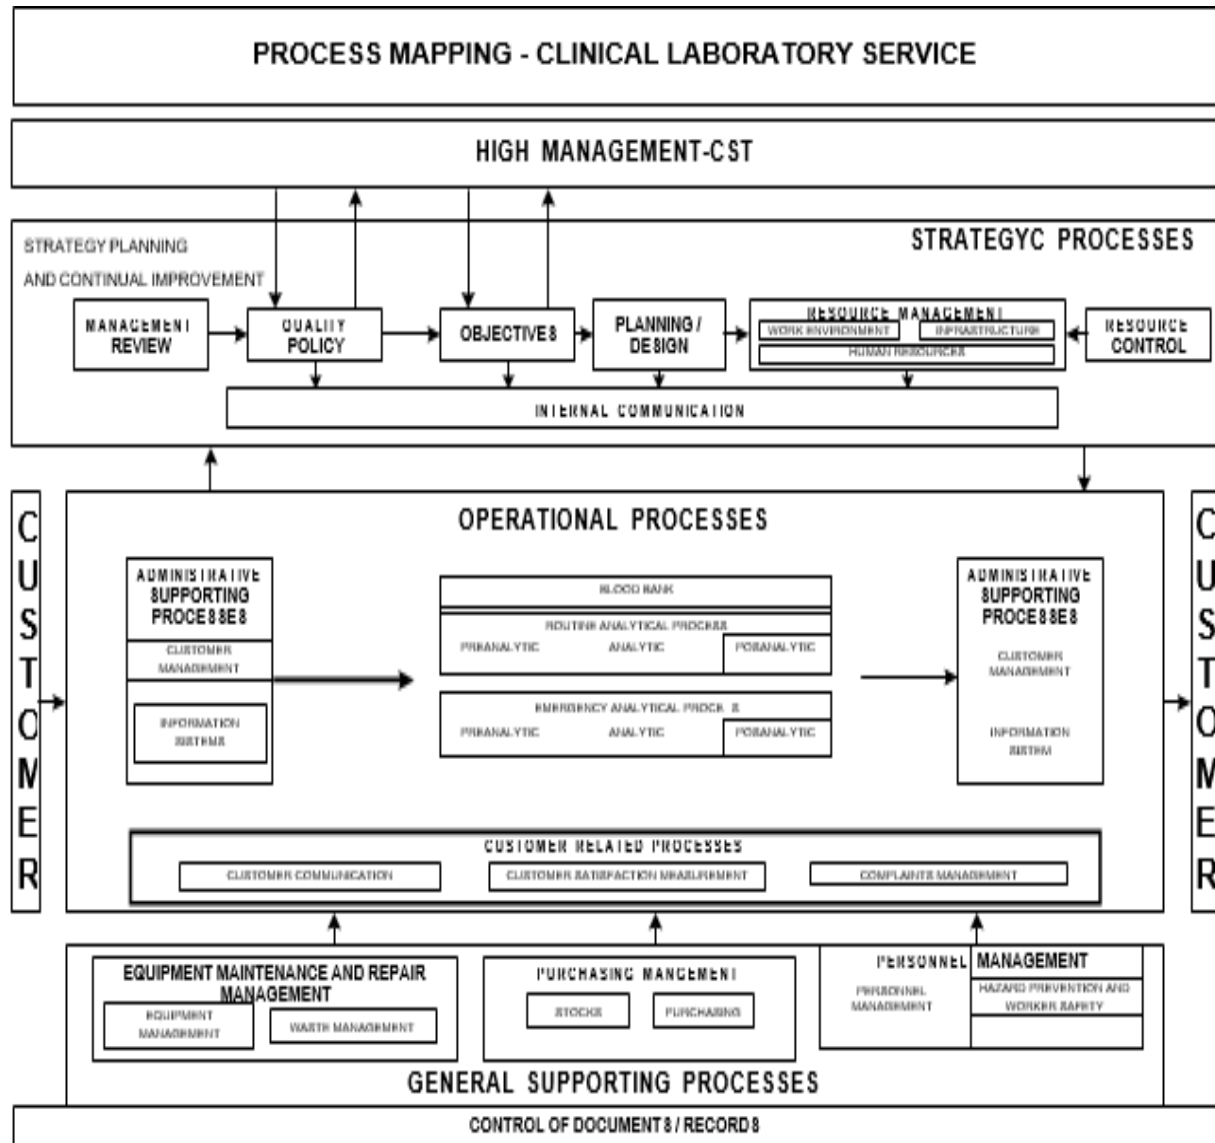 PROCESS MAPPING - CLINICAL LABORATORY SERVICE
HIGH MANAGEMENT-CST
STRATEGY PLANNING
AND CONTINUAL IMPROVEMENT
STRATEGYC PROCESSES
MANAGEMENT
REVIEW
QUALITY
POLICY
OBJECTIVES
PLANNING /
DESIGN
RESOURCE MANAGEMENT
WORK ENVIRONMENT
INFRASTRUCTURE
HUMAN RESOURCES
RESOURCE
CONTROL
INTERNAL COMMUNICATION
CUSTOMER
OPERATIONAL PROCESSES
ADMINISTRATIVE
SUPPORTING
PROCESSES
CUSTOMER
MANAGEMENT
INFORMATION
SISTEMS
BLOOD BANK
ROUTINE ANALYTICAL PROCESS
PREANALYTIC
ANALYTIC
POSANALYTIC
EMERGENCY ANALYTICAL PROCE S
PREANALYTIC
ANALYTIC
POSANALYTIC
ADMINISTRATIVE
SUPPORTING
PROCESSES
CUSTOMER
MANAGEMENT
INFORMATION
SISTEM
CUSTOMER
CUSTOMER RELATED PROCESSES
CUSTOMER COMMUNICATION
CUSTOMER SATISFACTION MEASUREMENT
COMPLAINTS MANAGEMENT
EQUIPMENT MAINTENANCE AND REPAIR
MANAGEMENT
EQUIPMENT
MANAGEMENT
WASTE MANAGEMENT
PURCHASING MANGEMENT
STOCKS
PURCHASING
PERSONNEL MANAGEMENT
PERSONNEL
MANAGEMENT
HAZARD PREVENTION AND
WORKER SAFETY
GENERAL SUPPORTING PROCESSES
CONTROL OF DOCUMENTS / RECORDS